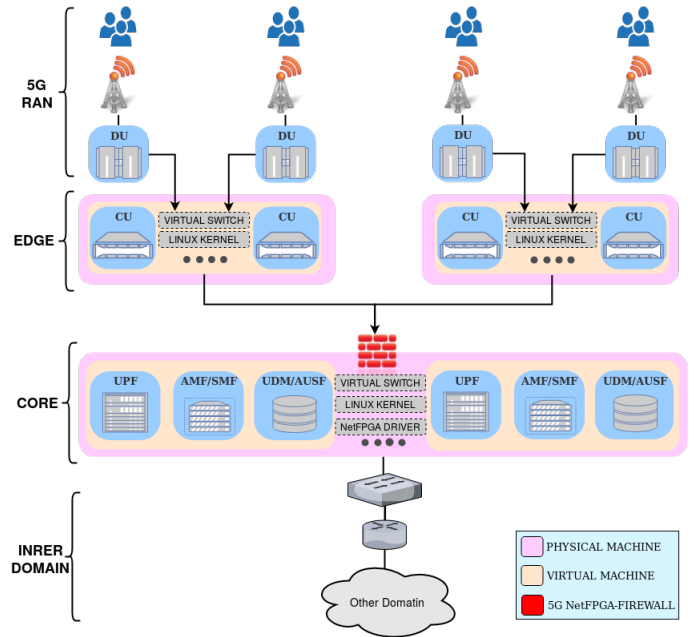 5G
RAN
DU
DU
DU
DU
EDGE
CU
VIRTUAL SWITCH
LINUX KERNEL
CU
CU
VIRTUAL SWITCH
LINUX KERNEL
CU
CORE
UPF
AMF/SMF
UDM/AUSF
VIRTUAL SWITCH
LINUX KERNEL
NetFPGA DRIVER
UPF
AMF/SMF
UDM/AUSF
INRER
DOMAIN
Other Domatin
PHYSICAL MACHINE
VIRTUAL MACHINE
5G NetFPGA-FIREWALL